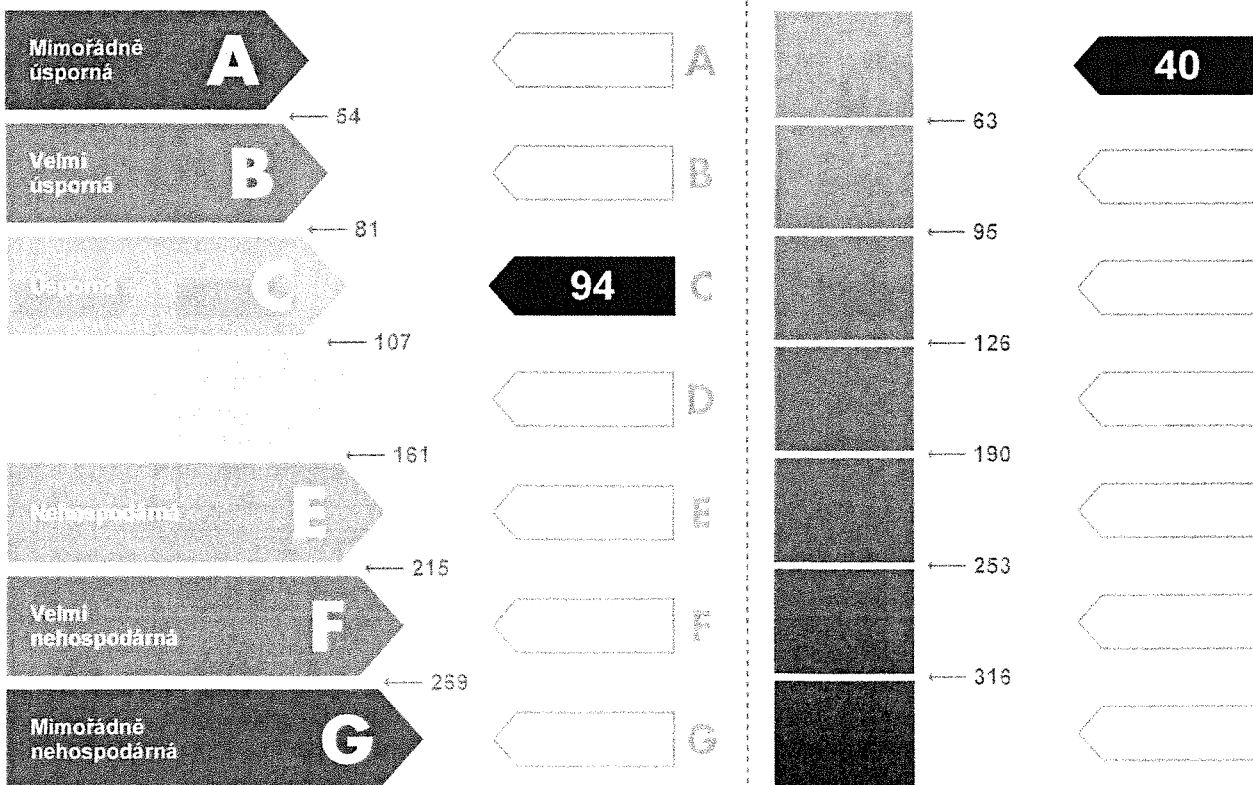 Mimořádně
úsporná
A
A
40
← 54
← 63
Velmi
úsporná
B
B
← 81
← 95
Úsporná
C
94
C
← 107
← 126
D
← 161
← 190
Nehospodárná
E
E
← 215
← 253
Velmi
nehospodárná
F
F
← 269
← 316
Mimořádně
nehospodárná
G
G